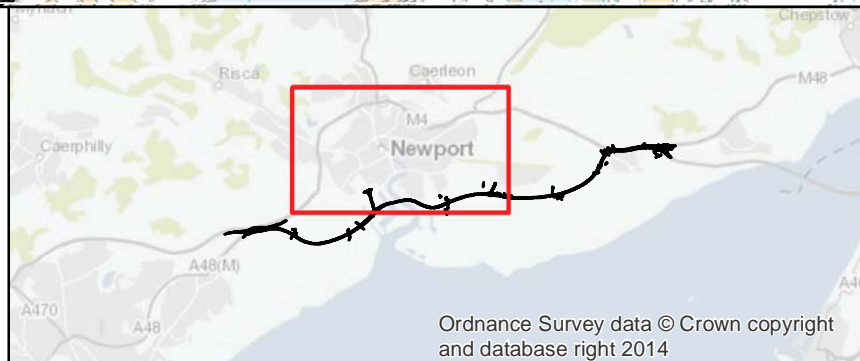 Chepstow
Risca
Caerleon
M48
M4
Caerphilly
Newport
A48(M)
A470
A48
Ordnance Survey data © Crown copyright
and database right 2014